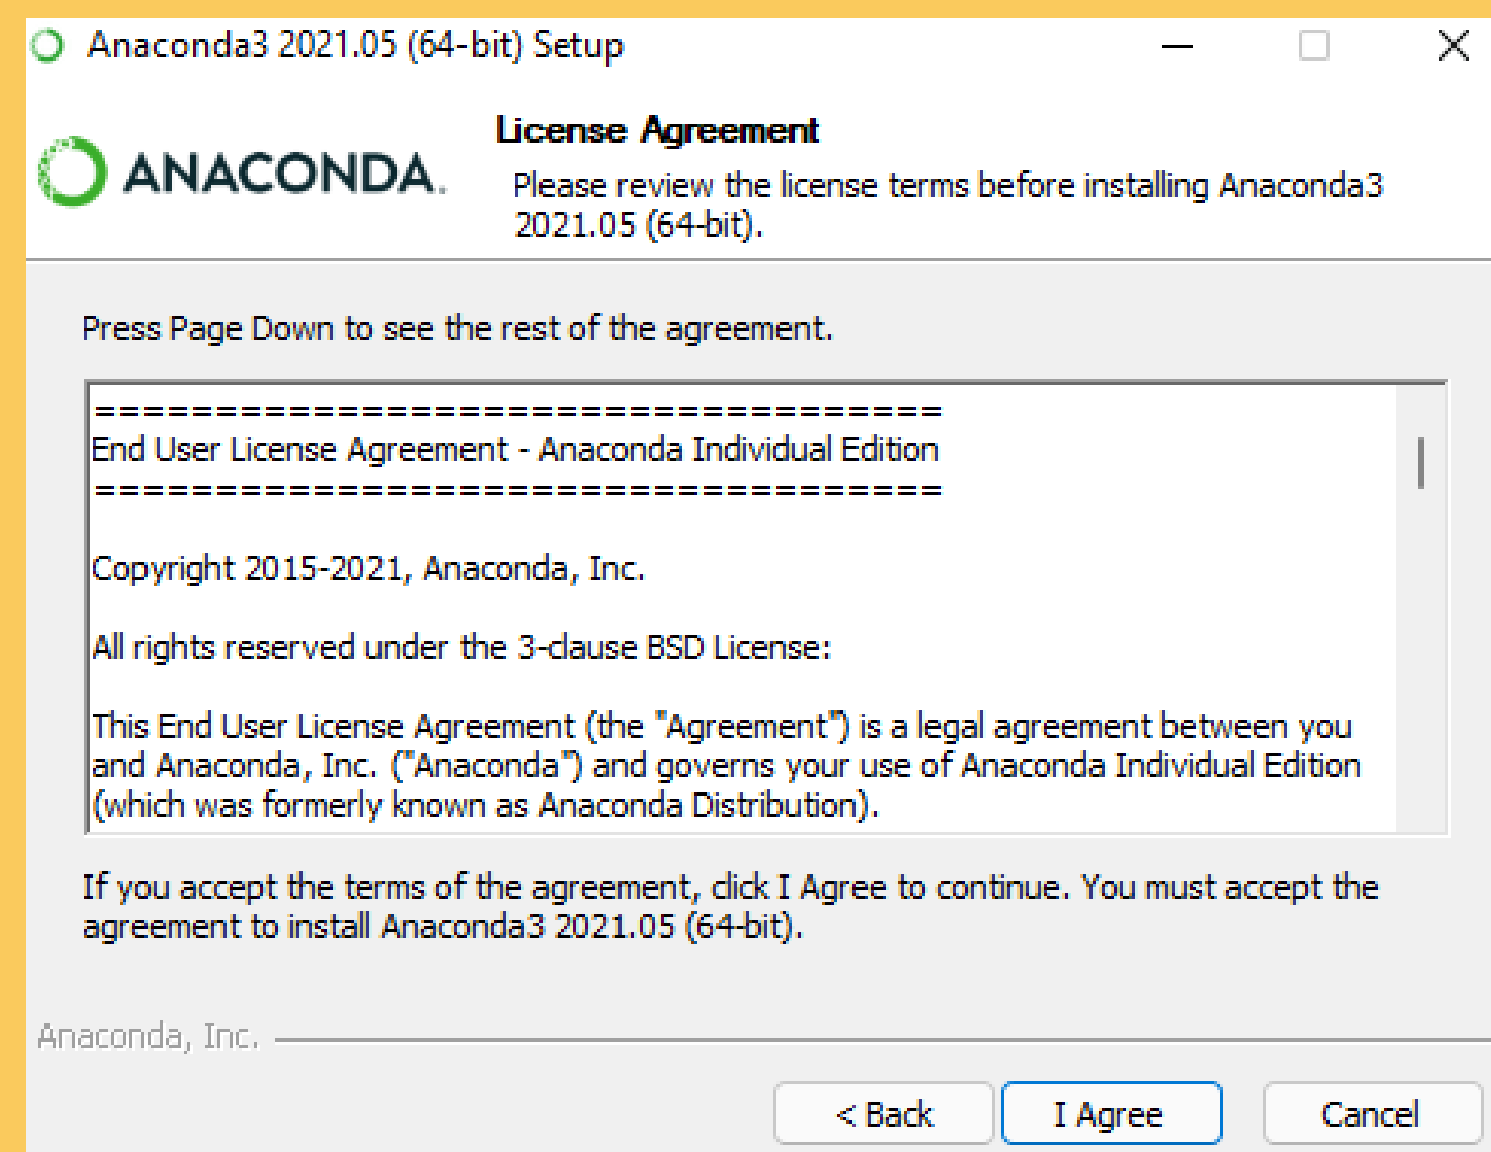 Anaconda3 2021.05 (64-bit) Setup
ANACONDA.
License Agreement
Please review the license terms before installing Anaconda3
2021.05 (64-bit).
Press Page Down to see the rest of the agreement.
===================================
End User License Agreement - Anaconda Individual Edition
===================================
Copyright 2015-2021, Anaconda, Inc.
All rights reserved under the 3-clause BSD License:
This End User License Agreement (the "Agreement") is a legal agreement between you
and Anaconda, Inc. ("Anaconda") and governs your use of Anaconda Individual Edition
(which was formerly known as Anaconda Distribution).
If you accept the terms of the agreement, click I Agree to continue. You must accept the
agreement to install Anaconda3 2021.05 (64-bit).
Anaconda, Inc.
< Back
I Agree
Cancel